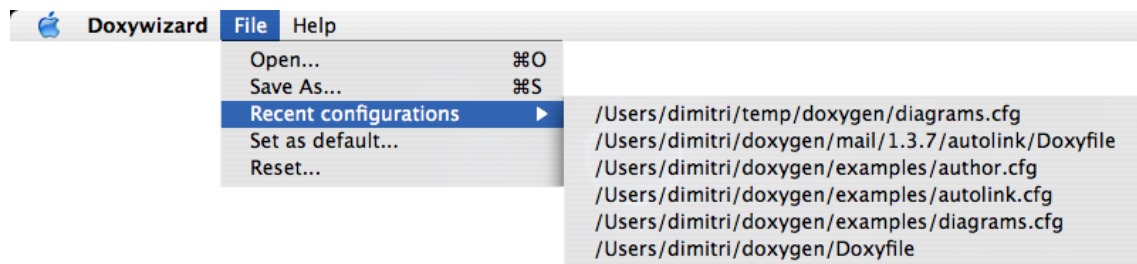 Doxywizard File Help
Open... ⌘O
Save As... ⌘S
Recent configurations ▶
Set as default...
Reset...
/Users/dimitri/temp/doxygen/diagrams.cfg
/Users/dimitri/doxygen/mail/1.3.7/autolink/Doxyfile
/Users/dimitri/doxygen/examples/author.cfg
/Users/dimitri/doxygen/examples/autolink.cfg
/Users/dimitri/doxygen/examples/diagrams.cfg
/Users/dimitri/doxygen/Doxyfile